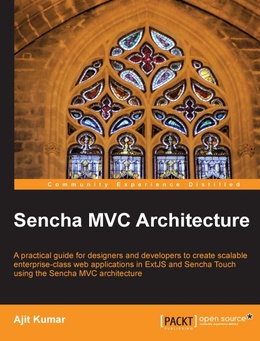 Community Experience Distilled
Sencha MVC Architecture
A practical guide for designers and developers to create scalable
enterprise-class web applications in ExtJS and Sencha Touch
using the Sencha MVC architecture
Ajit Kumar
[PACKT] open source*
PUBLISHING